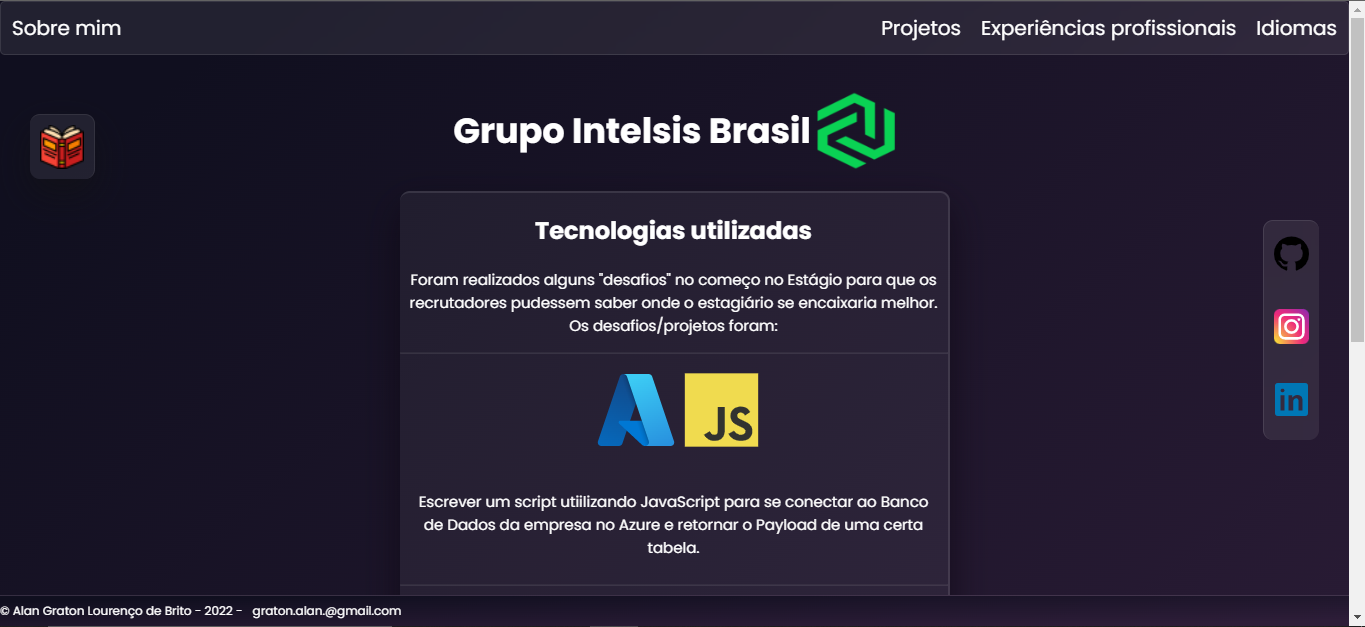 Sobre mim
Projetos
Experiências profissionais
Idiomas
Grupo Intelsis Brasil
Tecnologias utilizadas
Foram realizados alguns "desafios" no começo no Estágio para que os
recrutadores pudessem saber onde o estagiário se encaixaria melhor.
Os desafios/projetos foram:
JS
Escrever um script utiilizando JavaScript para se conectar ao Banco
de Dados da empresa no Azure e retornar o Payload de uma certa
tabela.
in
© Alan Graton Lourenço de Brito - 2022 - graton.alan.@gmail.com